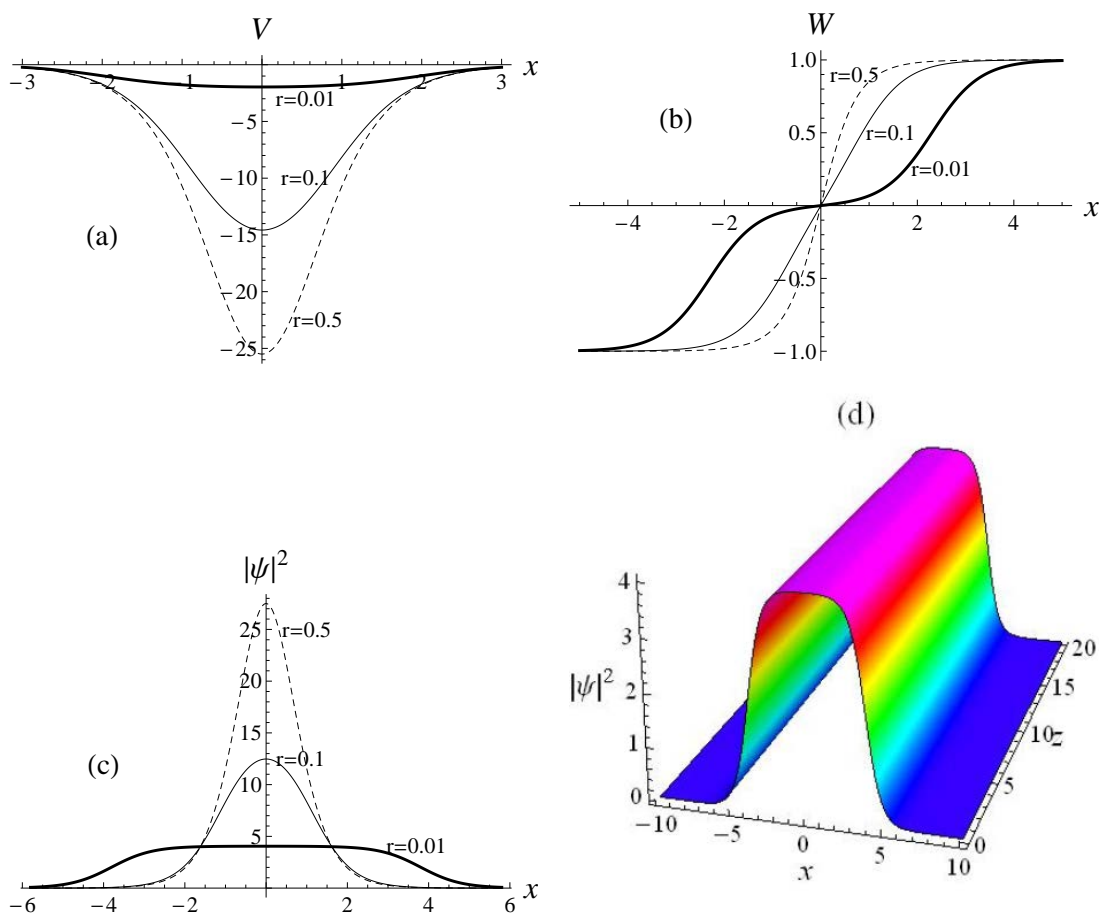 V
x
−3 −2 −1 1 2 3
r=0.01
−5
r=0.1
−10
(a)
−15
−20
r=0.5
−25
W
1.0
r=0.5
(b)
0.5
r=0.1
r=0.01
−4 −2 2 4
x
−0.5
−1.0
|ψ|²
25
r=0.5
20
15
r=0.1
(c)
10
5
r=0.01
x
−6 −4 −2 2 4 6
(d)
4
3
|ψ|²
2
1
0
−10 −5 0 5 10
x
0 5 10 15 20
z